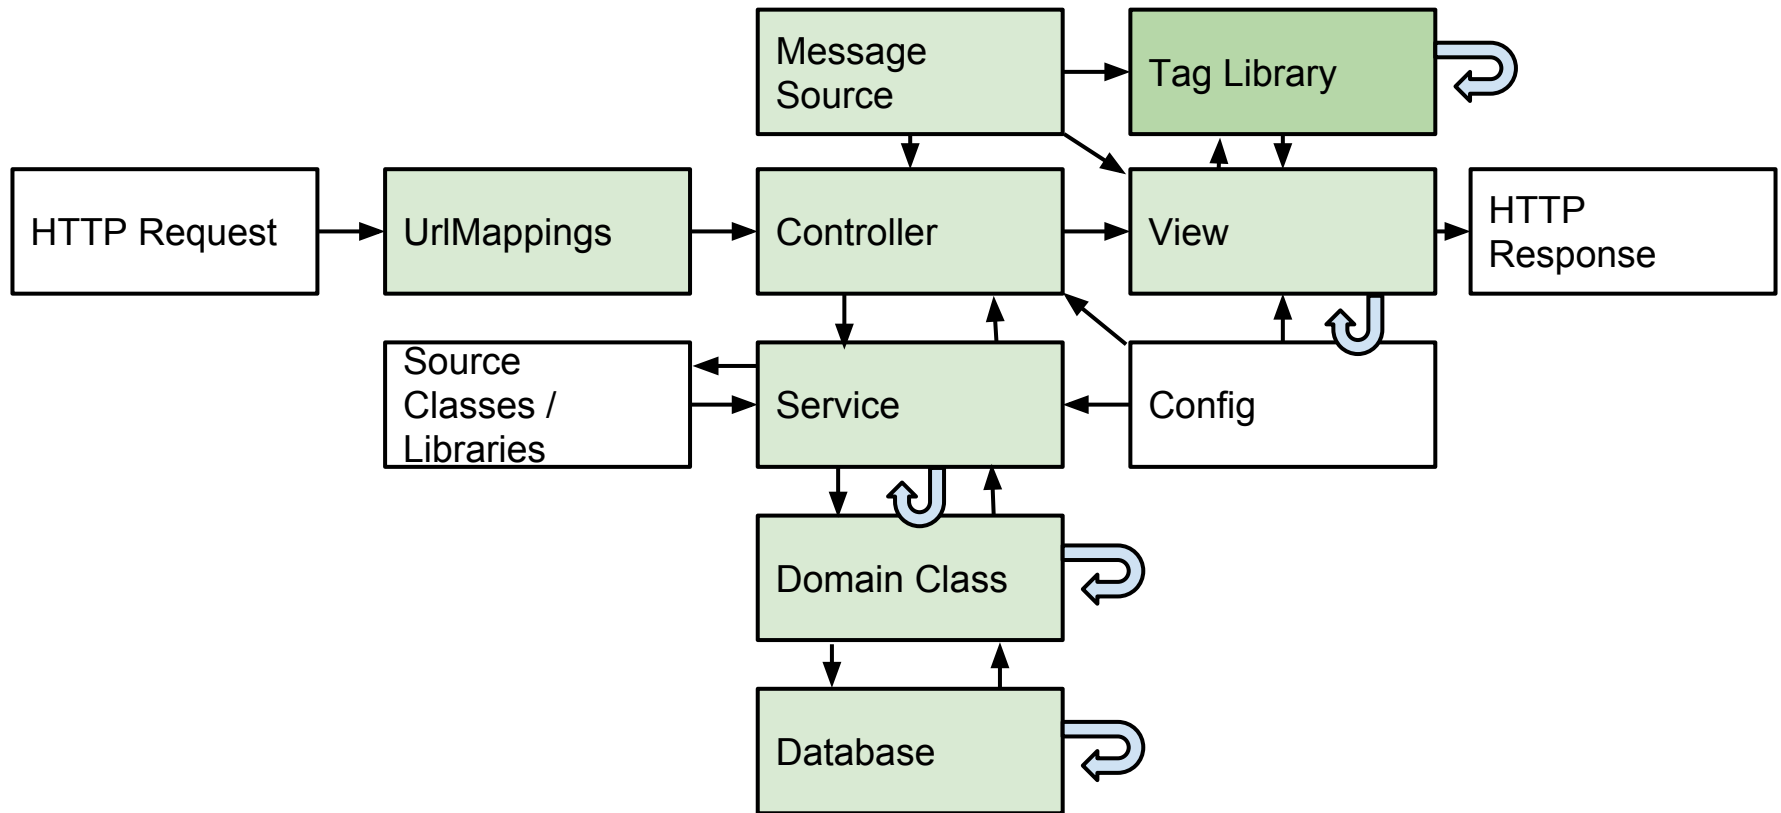 Message
Source
Tag Library
HTTP Request
UrlMappings
Controller
View
HTTP
Response
Source
Classes /
Libraries
Service
Config
Domain Class
Database